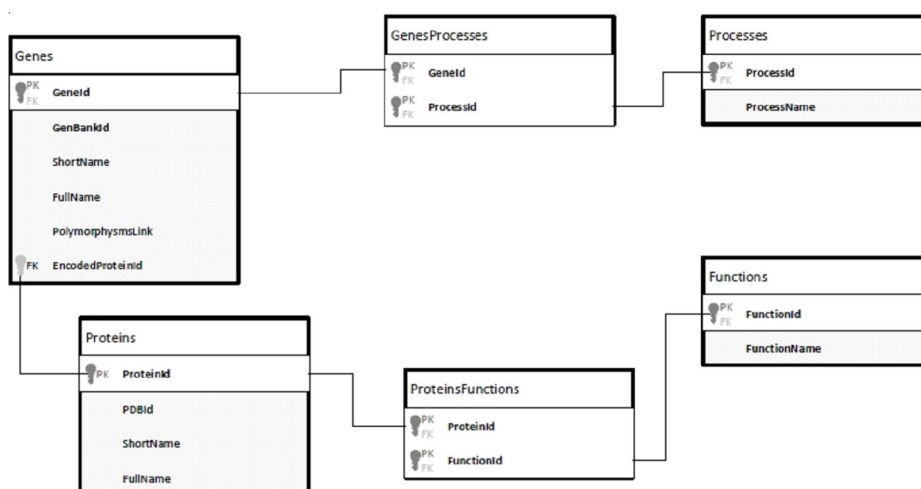 Genes
PK
FK GeneId
GenBankId
ShortName
FullName
PolymorphysmsLink
FK EncodedProteinId
GenesProcesses
PK
FK GeneId
PK
FK ProcessId
Processes
PK
FK ProcessId
ProcessName
Proteins
PK ProteinId
PDBId
ShortName
FullName
ProteinsFunctions
PK
FK ProteinId
PK
FK FunctionId
Functions
PK
FK FunctionId
FunctionName